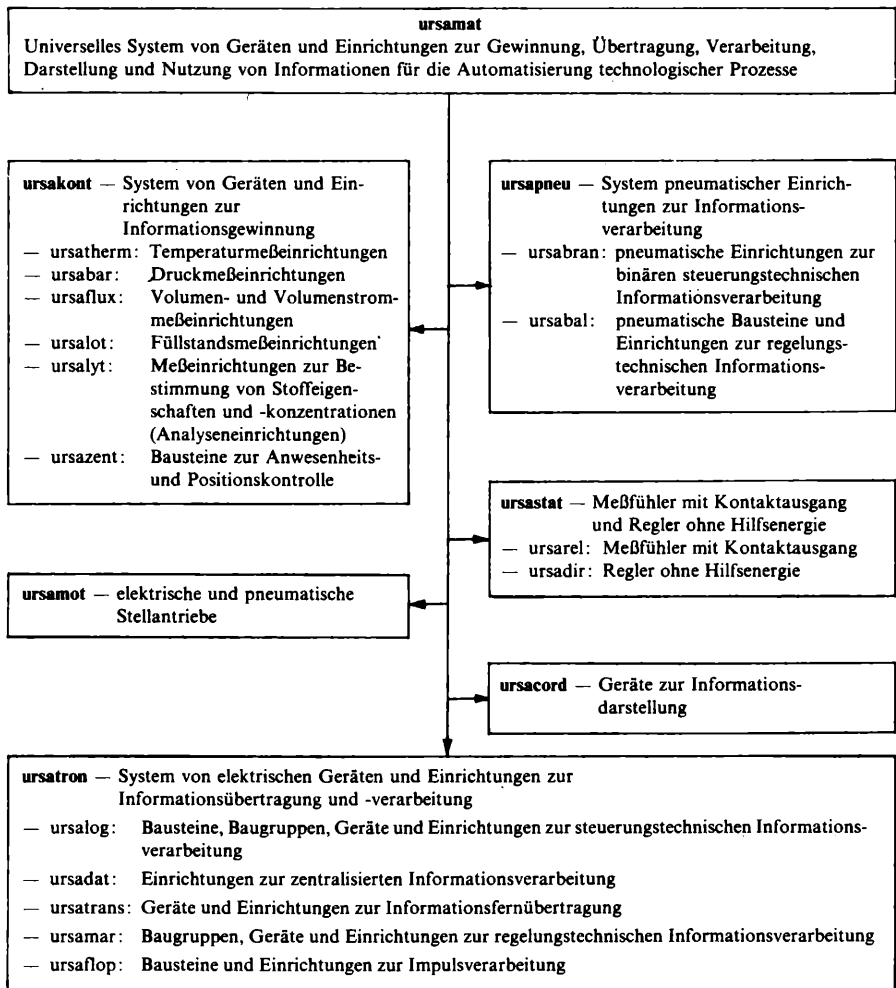 ursamat
Universelles System von Geräten und Einrichtungen zur Gewinnung, Übertragung, Verarbeitung,
Darstellung und Nutzung von Informationen für die Automatisierung technologischer Prozesse
ursakont — System von Geräten und Ein-
richtungen zur
Informationsgewinnung
— ursatherm: Temperaturmeßeinrichtungen
— ursabar: Druckmeßeinrichtungen
— ursaflux: Volumen- und Volumenstrom-
meßeinrichtungen
— ursalot: Füllstandsmeßeinrichtungen
— ursalyt: Meßeinrichtungen zur Be-
stimmung von Stoffeigen-
schaften und -konzentrationen
(Analyseneinrichtungen)
— ursazent: Bausteine zur Anwesenheits-
und Positionskontrolle
ursapneu — System pneumatischer Einrich-
tungen zur Informations-
verarbeitung
— ursabran: pneumatische Einrichtungen zur
binären steuerungstechnischen
Informationsverarbeitung
— ursabal: pneumatische Bausteine und
Einrichtungen zur regelungs-
technischen Informations-
verarbeitung
ursastat — Meßfühler mit Kontaktausgang
und Regler ohne Hilfsenergie
— ursarel: Meßfühler mit Kontaktausgang
— ursadir: Regler ohne Hilfsenergie
ursamot — elektrische und pneumatische
Stellantriebe
ursacord — Geräte zur Informations-
darstellung
ursatron — System von elektrischen Geräten und Einrichtungen zur
Informationsübertragung und -verarbeitung
— ursalog: Bausteine, Baugruppen, Geräte und Einrichtungen zur steuerungstechnischen Informations-
verarbeitung
— ursadat: Einrichtungen zur zentralisierten Informationsverarbeitung
— ursatrans: Geräte und Einrichtungen zur Informationsfernübertragung
— ursamar: Baugruppen, Geräte und Einrichtungen zur regelungstechnischen Informationsverarbeitung
— ursaflop: Bausteine und Einrichtungen zur Impulsverarbeitung